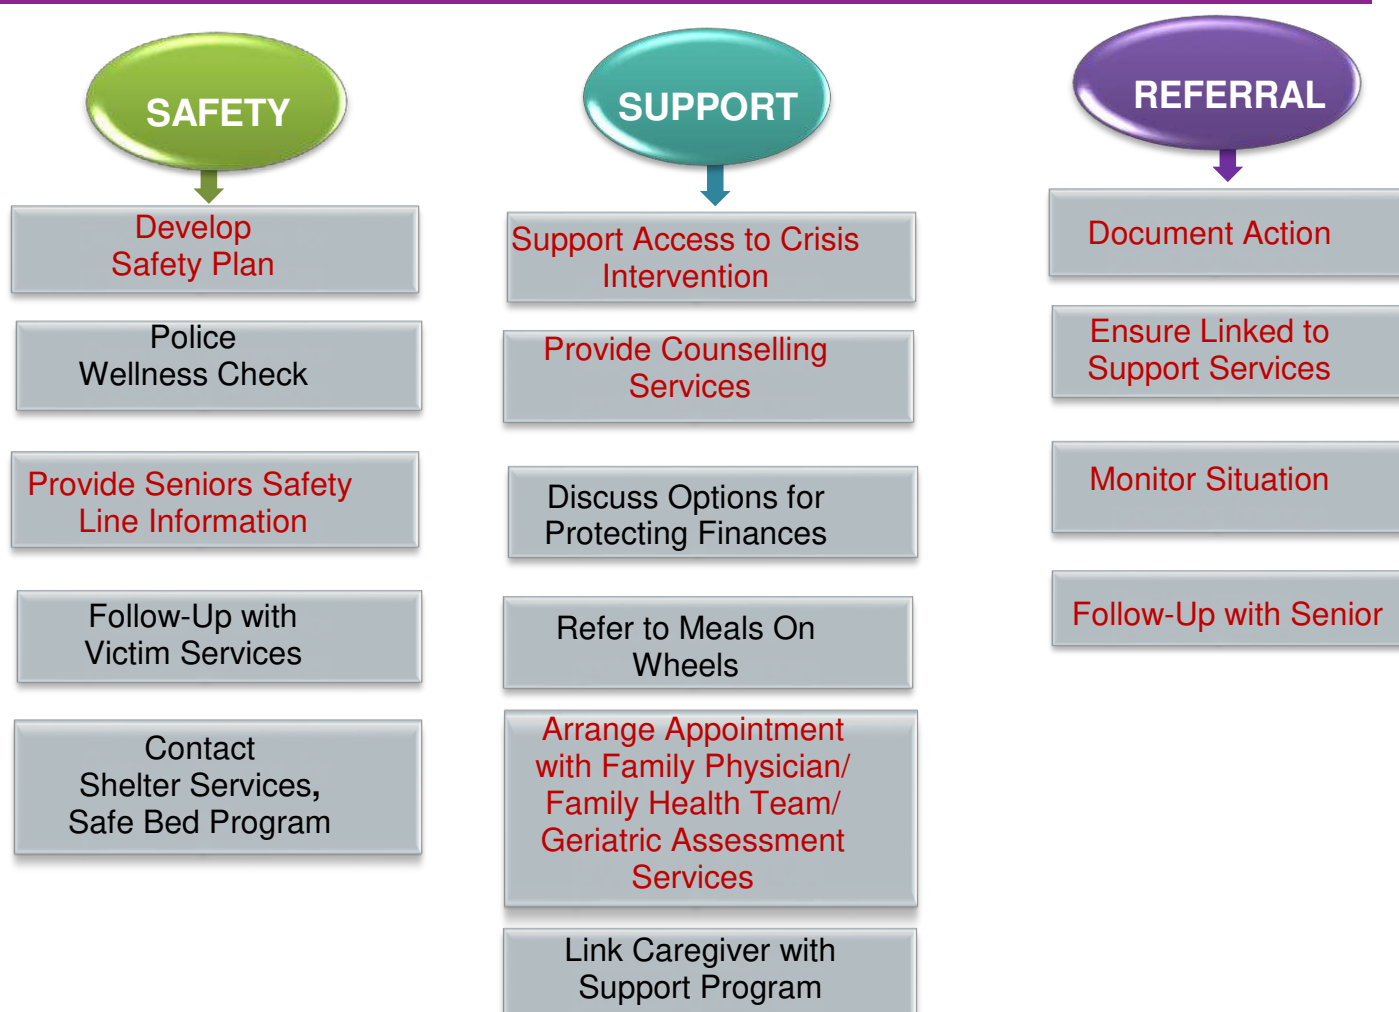 SAFETY
Develop
Safety Plan
Police
Wellness Check
Provide Seniors Safety
Line Information
Follow-Up with
Victim Services
Contact
Shelter Services,
Safe Bed Program
SUPPORT
Support Access to Crisis
Intervention
Provide Counselling
Services
Discuss Options for
Protecting Finances
Refer to Meals On
Wheels
Arrange Appointment
with Family Physician/
Family Health Team/
Geriatric Assessment
Services
Link Caregiver with
Support Program
REFERRAL
Document Action
Ensure Linked to
Support Services
Monitor Situation
Follow-Up with Senior